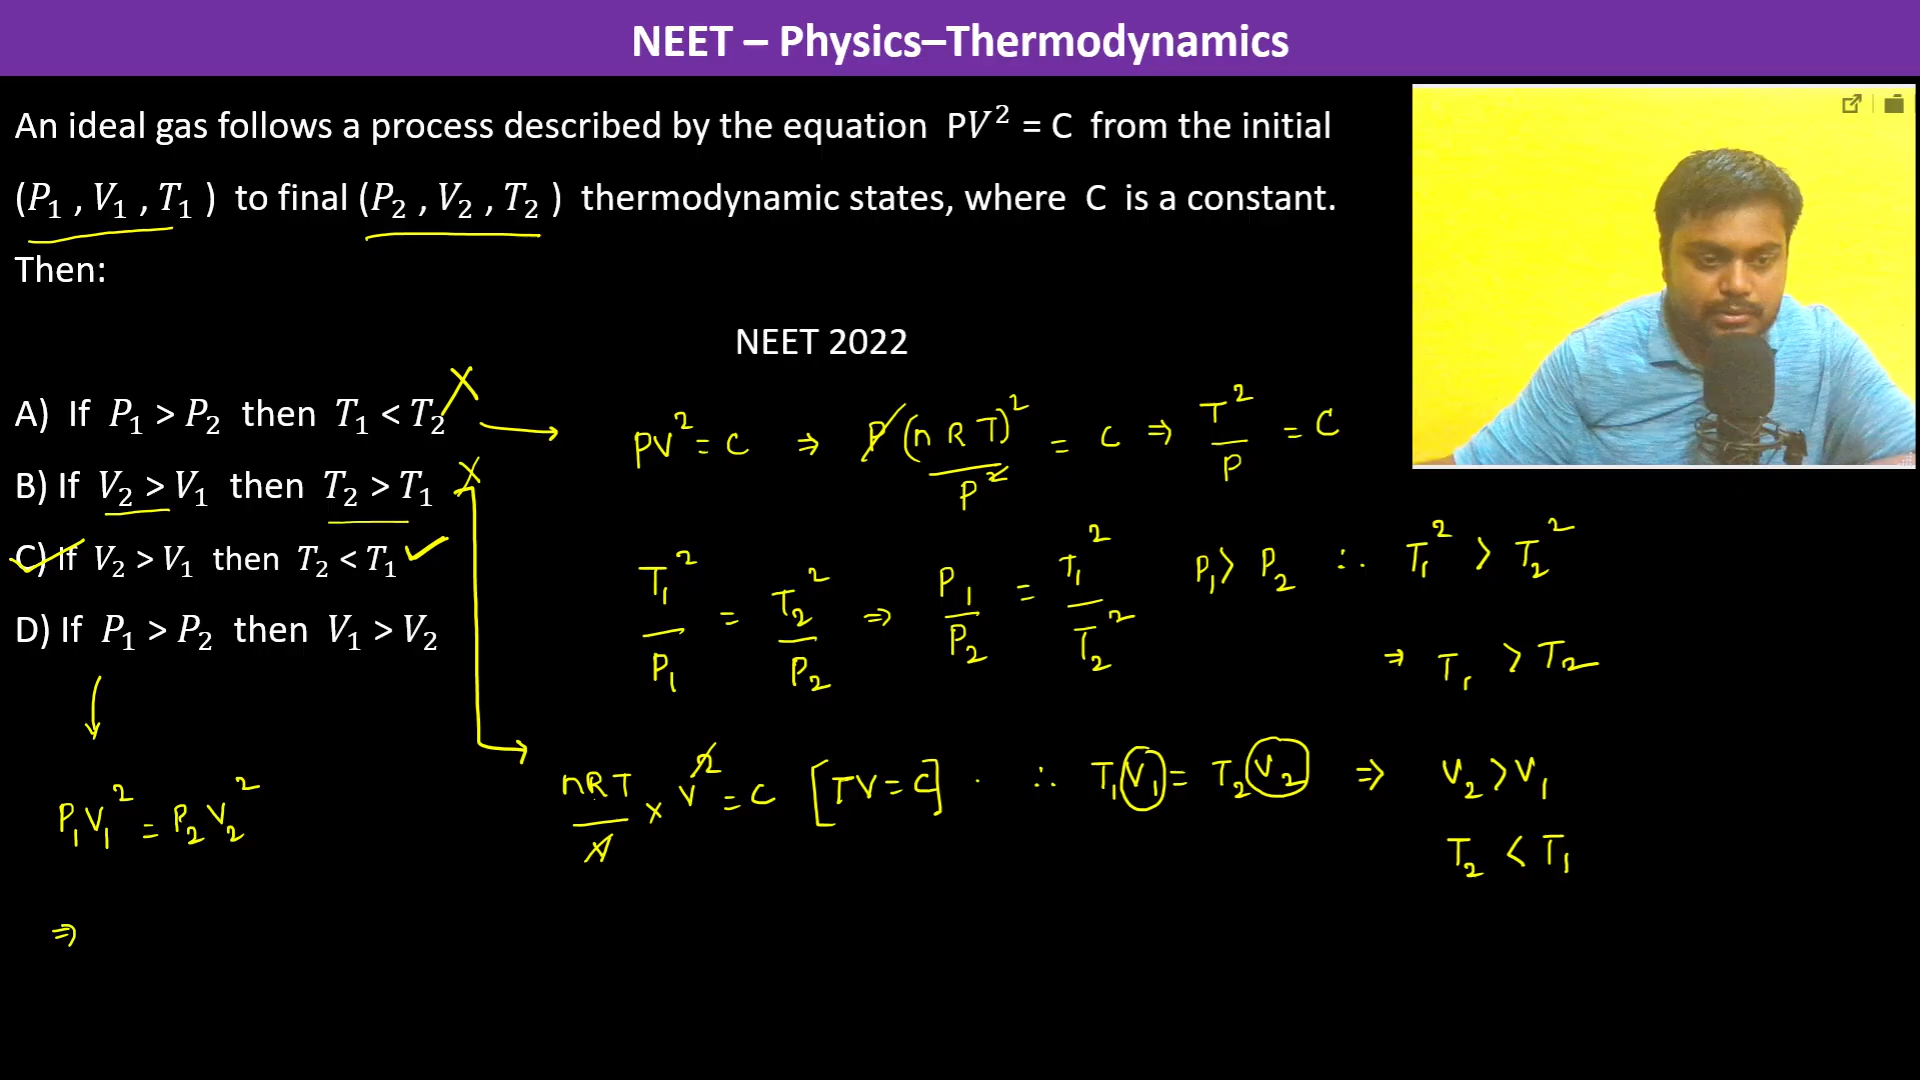 NEET – Physics–Thermodynamics
An ideal gas follows a process described by the equation PV² = C from the initial
(P₁ , V₁ , T₁ ) to final (P₂ , V₂ , T₂ ) thermodynamic states, where C is a constant.
Then:
NEET 2022
A) If P₁ > P₂ then T₁ < T₂ X
B) If V₂ > V₁ then T₂ > T₁ X
C) If V₂ > V₁ then T₂ < T₁ ✓
D) If P₁ > P₂ then V₁ > V₂
PV² = C ⇒ P(nRT)²/P² = C ⇒ T²/P = C
T₁²/P₁ = T₂²/P₂ ⇒ P₁/P₂ = T₁²/T₂² P₁ > P₂ ∴ T₁² > T₂²
⇒ T₁ > T₂
nRT/V × V² = C [TV = C] . ∴ T₁V₁ = T₂V₂ ⇒ V₂ > V₁
T₂ < T₁
P₁V₁² = P₂V₂²
⇒